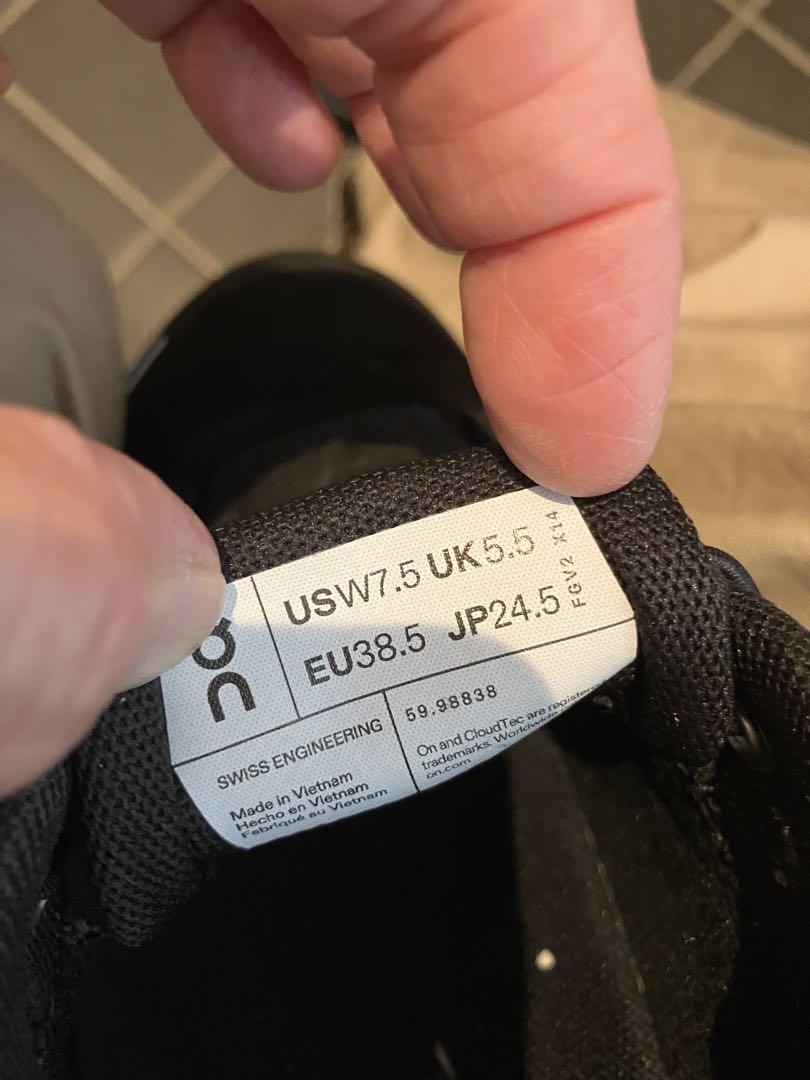 on
USW7.5 UK5.5
EU38.5 JP24.5
FGV2 X14
SWISS ENGINEERING
Made in Vietnam
Hecho en Vietnam
Fabriqué au Vietnam
59.98838
On and CloudTec are registered
trademarks. Worldwide
on.com